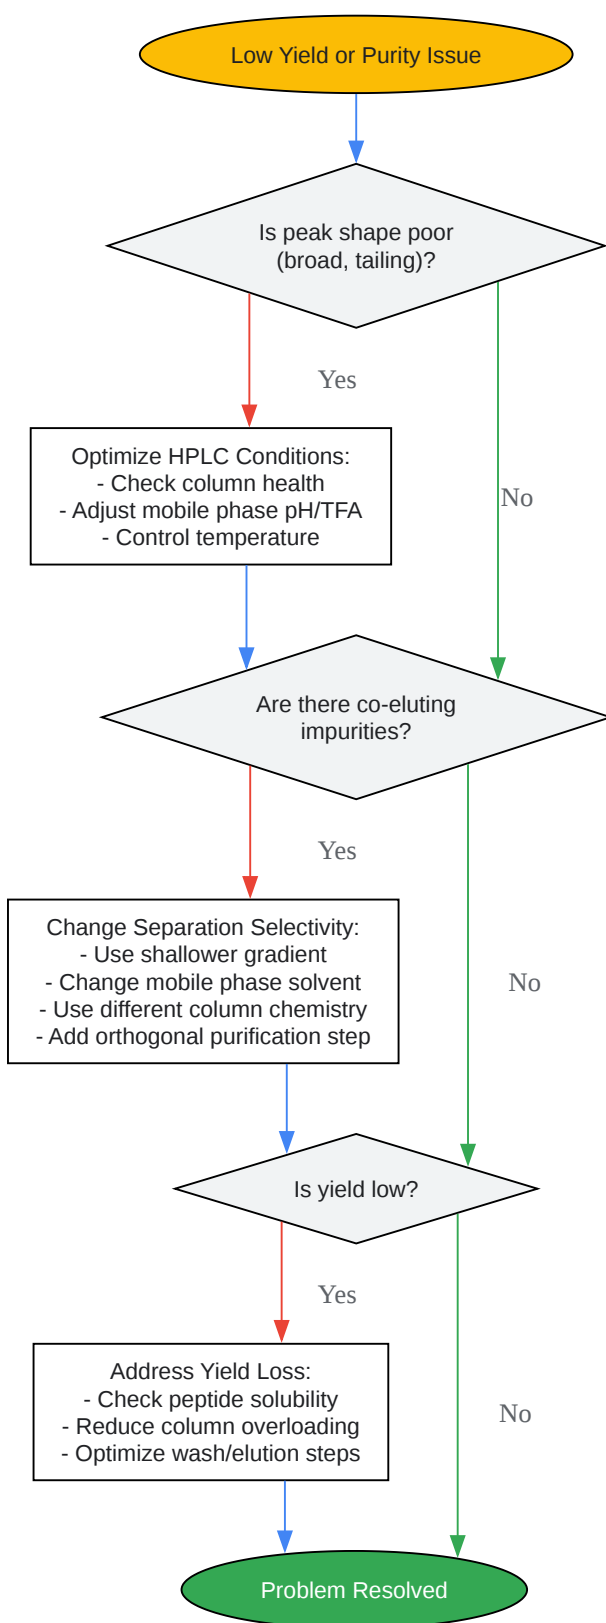 Low Yield or Purity Issue
Is peak shape poor
(broad, tailing)?
Yes
Optimize HPLC Conditions:
- Check column health
- Adjust mobile phase pH/TFA
- Control temperature
No
Are there co-eluting
impurities?
Yes
Change Separation Selectivity:
- Use shallower gradient
- Change mobile phase solvent
- Use different column chemistry
- Add orthogonal purification step
No
Is yield low?
Yes
Address Yield Loss:
- Check peptide solubility
- Reduce column overloading
- Optimize wash/elution steps
No
Problem Resolved